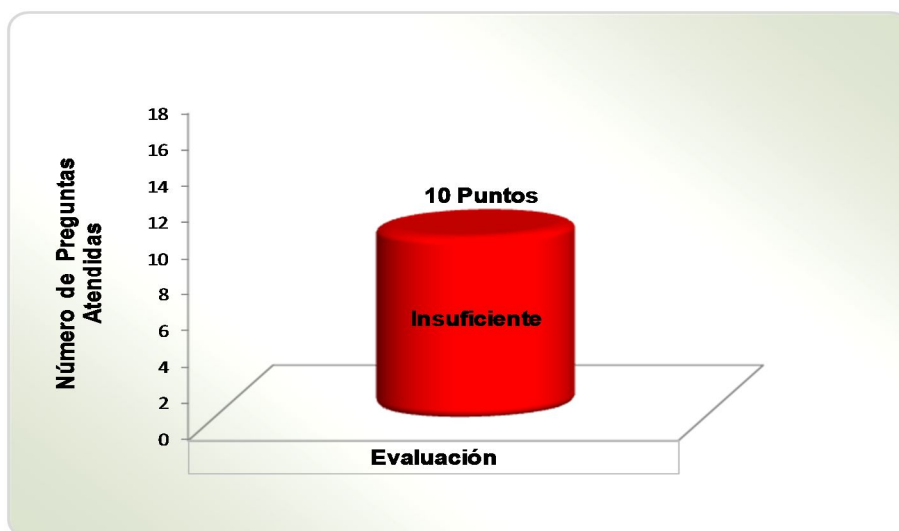 Número de Preguntas
Atendidas
18
16
14
12
10
8
6
4
2
0
10 Puntos
Insuficiente
Evaluación